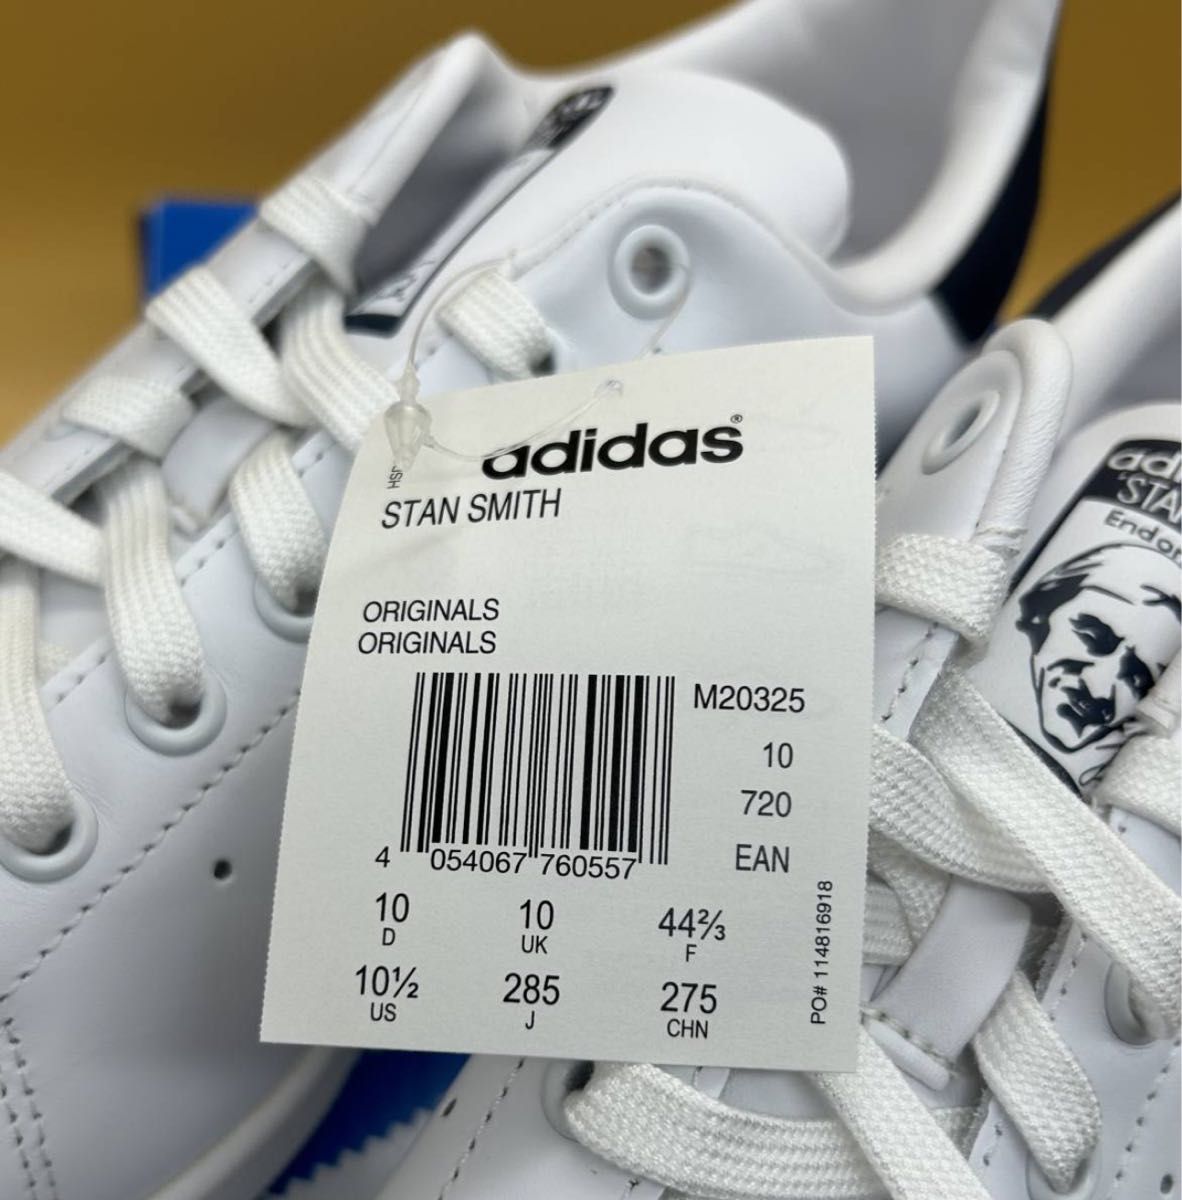 adidas®
STAN SMITH
ORIGINALS
ORIGINALS
M20325
10
720
EAN
4 054067 760557
10 D
10 UK
44⅔ F
10½ US
285 J
275 CHN
PO# 114816918
Endor